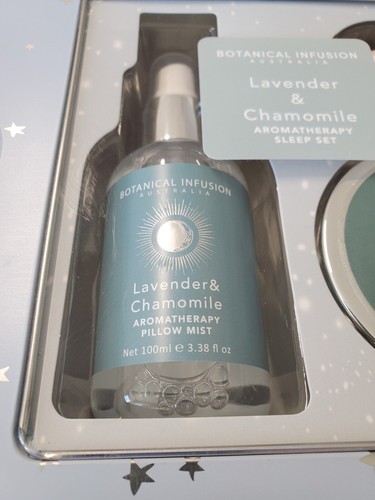 BOTANICAL INFUSION
AUSTRALIA
Lavender
&
Chamomile
AROMATHERAPY
SLEEP SET
BOTANICAL INFUSION
AUSTRALIA
Lavender&
Chamomile
AROMATHERAPY
PILLOW MIST
Net 100ml ℮ 3.38 fl oz